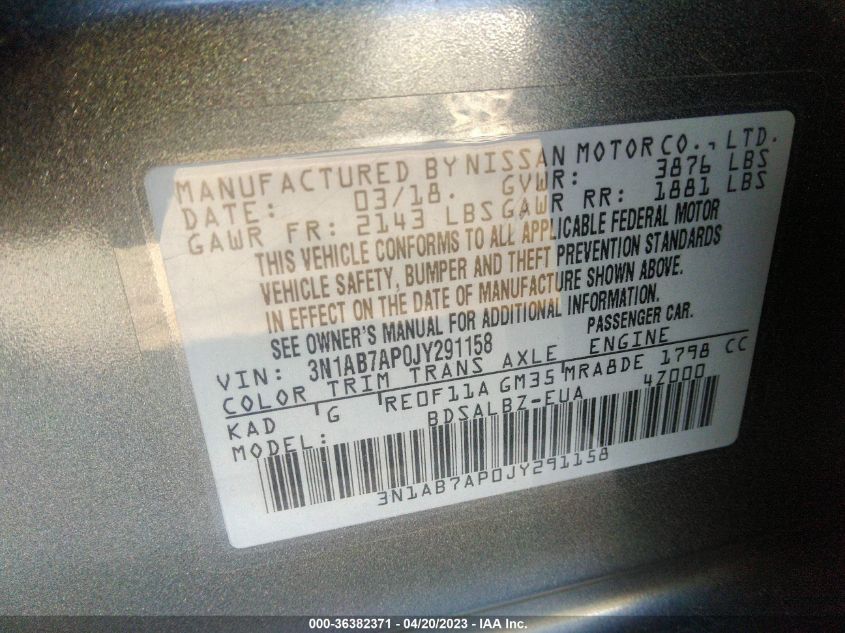 MANUFACTURED BY NISSAN MOTOR CO., LTD.
DATE: 03/18. GVWR: 3876 LBS
GAWR FR: 2143 LBS GAWR RR: 1881 LBS
THIS VEHICLE CONFORMS TO ALL APPLICABLE FEDERAL MOTOR
VEHICLE SAFETY, BUMPER AND THEFT PREVENTION STANDARDS
IN EFFECT ON THE DATE OF MANUFACTURE SHOWN ABOVE.
SEE OWNER'S MANUAL FOR ADDITIONAL INFORMATION.
VIN: 3N1AB7AP0JY291158 PASSENGER CAR.
COLOR TRIM TRANS AXLE ENGINE
KAD G RE0F11A GM35 MRA8DE 1798 CC
MODEL: BDSALBZ-EUA 4Z000
3N1AB7AP0JY291158
000-36382371 - 04/20/2023 - IAA Inc.